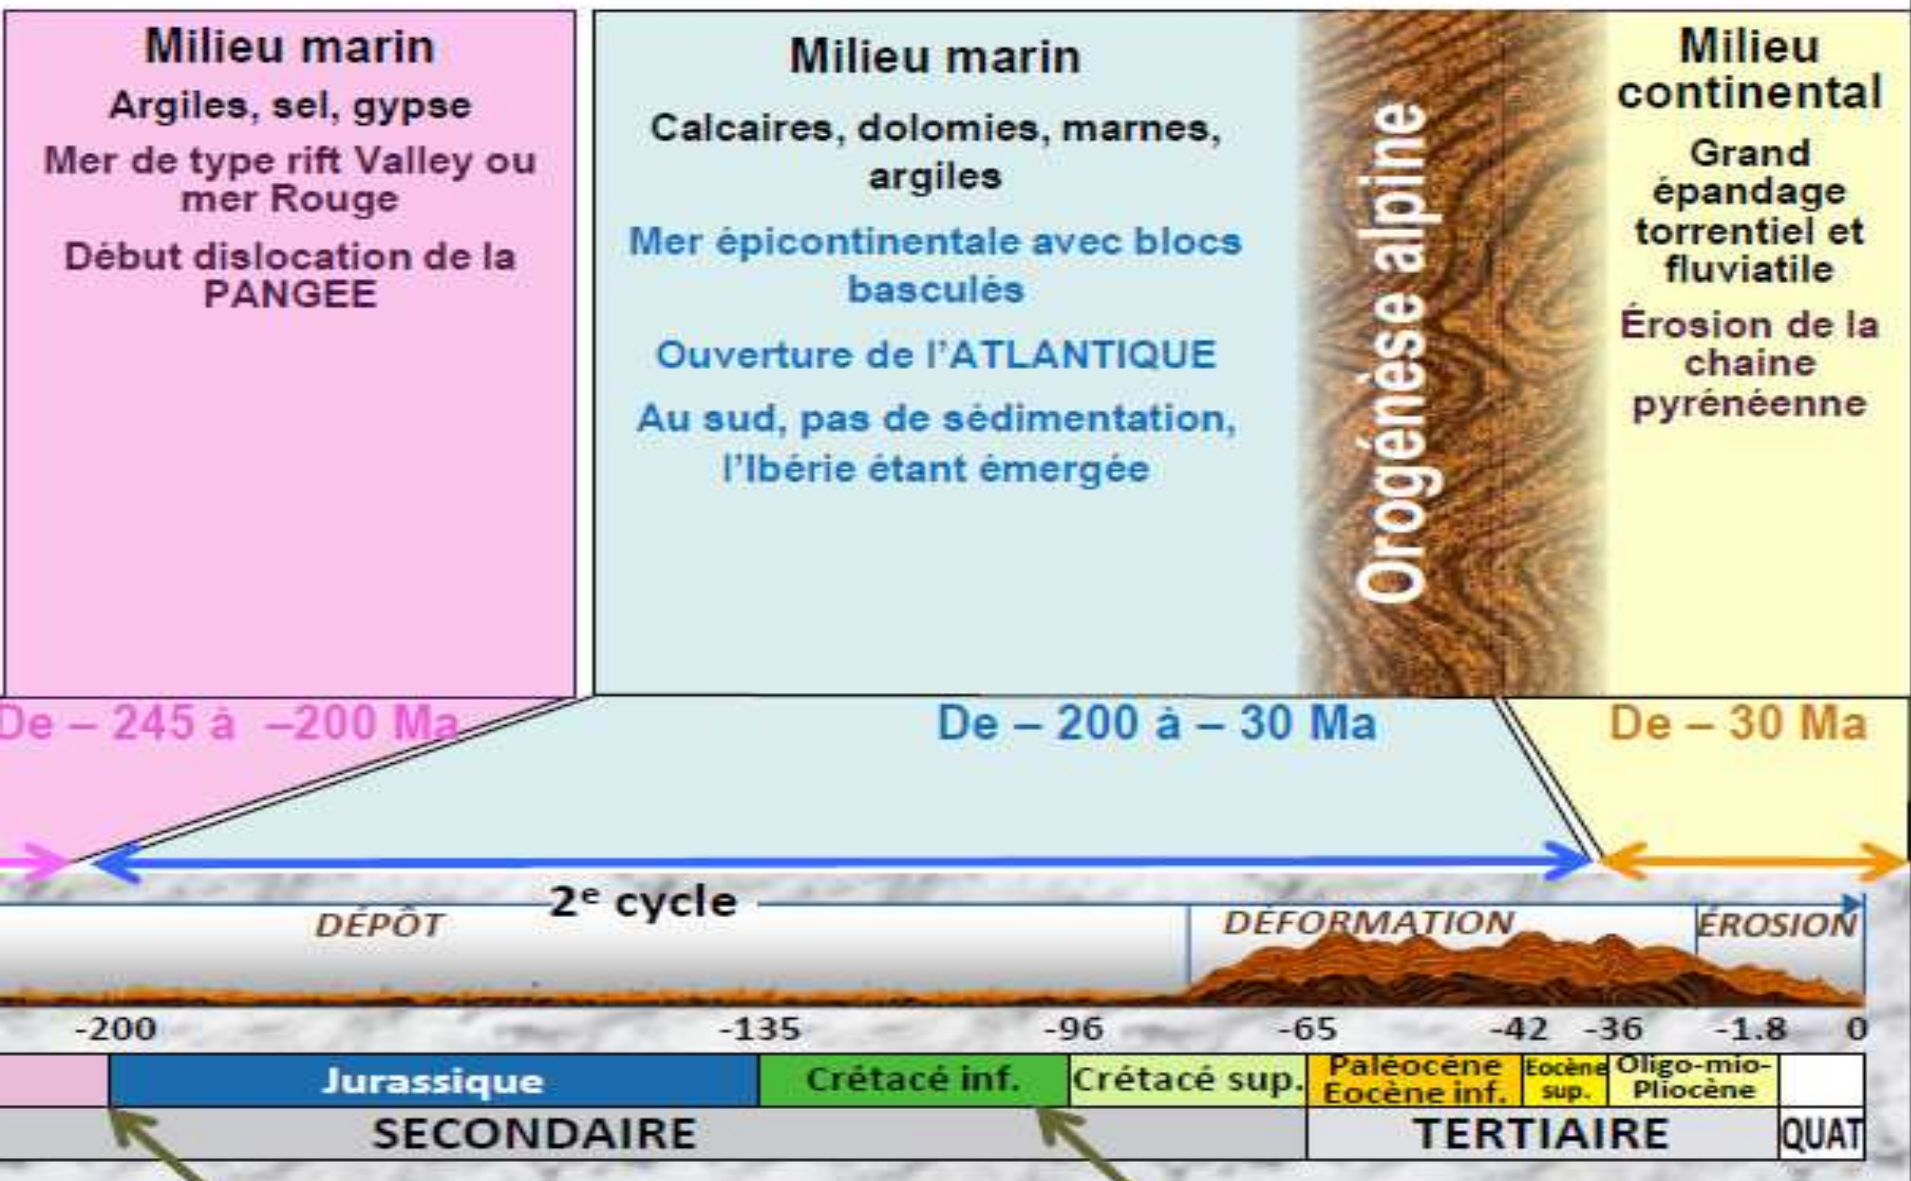 Milieu marin
Argiles, sel, gypse
Mer de type rift Valley ou
mer Rouge
Début dislocation de la
PANGEE
Milieu marin
Calcaires, dolomies, marnes,
argiles
Mer épicontinentale avec blocs
basculés
Ouverture de l'ATLANTIQUE
Au sud, pas de sédimentation,
l'Ibérie étant émergée
Orogénèse alpine
Milieu
continental
Grand
épandage
torrentiel et
fluviatile
Érosion de la
chaine
pyrénéenne
De – 245 à –200 Ma
De – 200 à – 30 Ma
De – 30 Ma
2e cycle
DÉPÔT
DÉFORMATION
ÉROSION
-200 -135 -96 -65 -42 -36 -1.8 0
Jurassique
Crétacé inf.
Crétacé sup.
Paléocène
Eocène inf.
Eocène
sup.
Oligo-mio-
Pliocène
SECONDAIRE
TERTIAIRE
QUAT